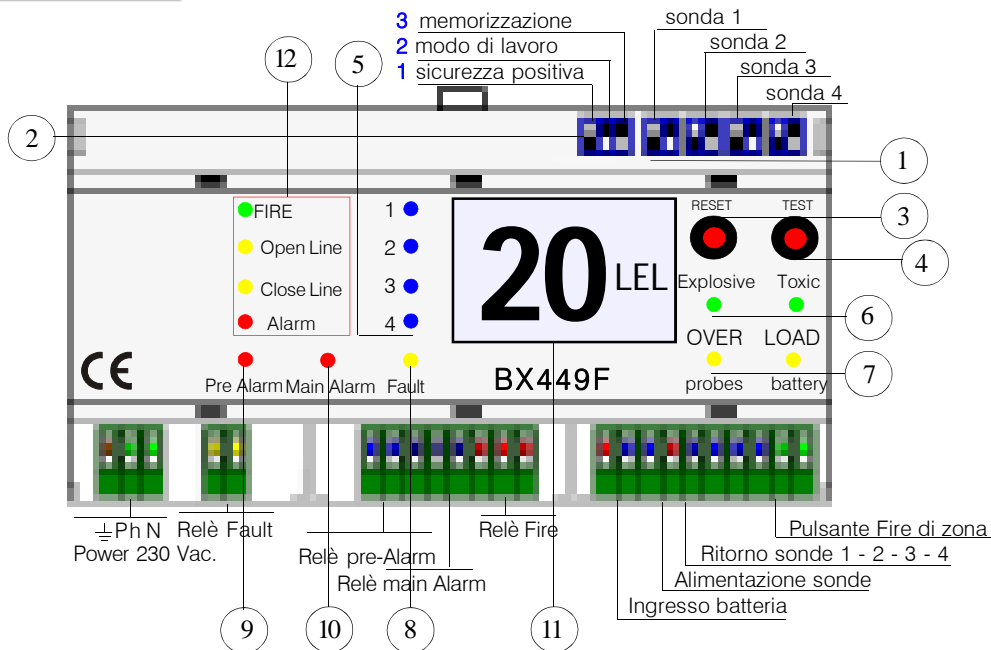 3 memorizzazione
2 modo di lavoro
1 sicurezza positiva
sonda 1
sonda 2
sonda 3
sonda 4
12
5
2
1
FIRE
Open Line
Close Line
Alarm
1
2
3
4
20 LEL
RESET
TEST
3
4
Explosive
Toxic
6
OVER
LOAD
probes
battery
7
CE
Pre Alarm
Main Alarm
Fault
BX449F
Ph N
Power 230 Vac.
Relè Fault
Relè pre-Alarm
Relè main Alarm
Relè Fire
Pulsante Fire di zona
Ritorno sonde 1 - 2 - 3 - 4
Alimentazione sonde
Ingresso batteria
9
10
8
11